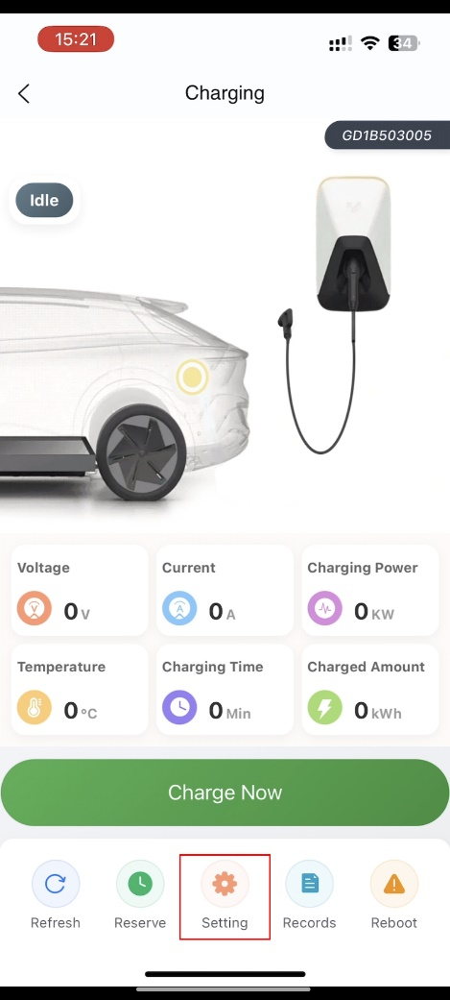 15:21
34
Charging
GD1B503005
Idle
Voltage
Current
Charging Power
V
A
0 V
0 A
0 KW
Temperature
Charging Time
Charged Amount
0 °C
0 Min
0 kWh
Charge Now
Refresh
Reserve
Setting
Records
Reboot